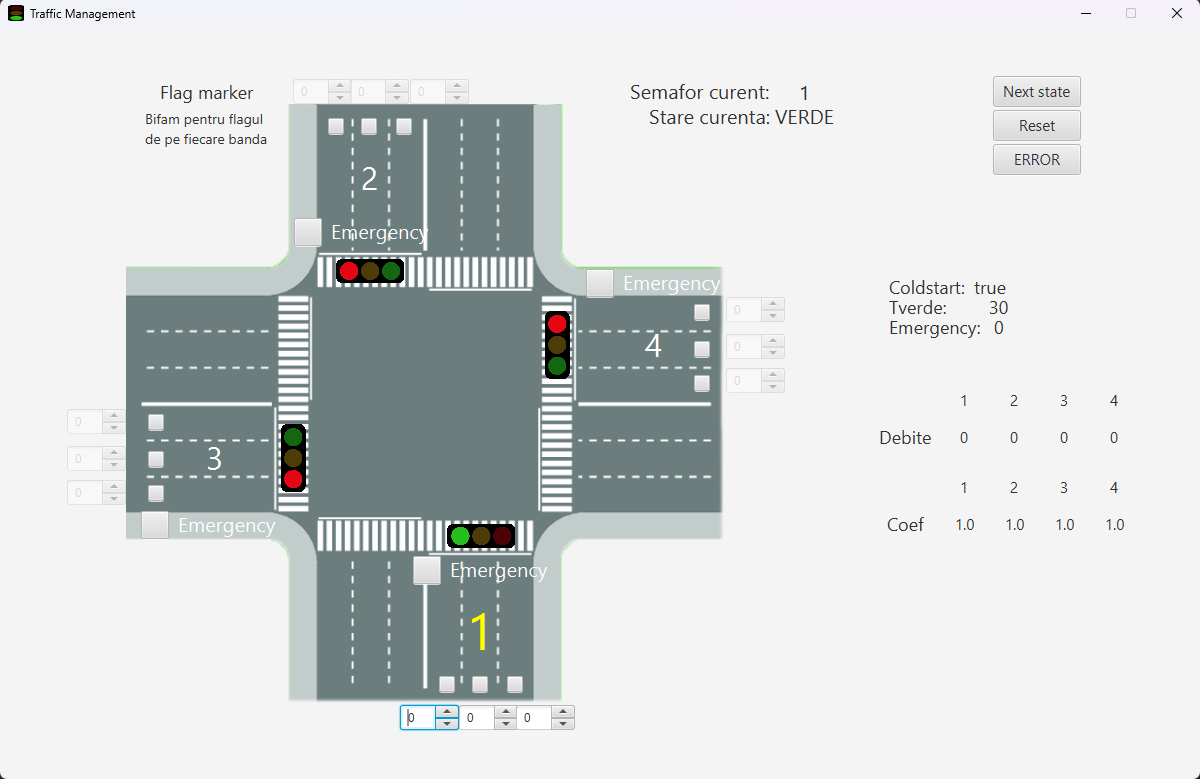 Traffic Management
Flag marker
Bifam pentru flagul
de pe fiecare banda
0 0 0
Semafor curent: 1
Stare curenta: VERDE
Next state
Reset
ERROR
2
Emergency
Emergency
0
4
0
0
Coldstart: true
Tverde: 30
Emergency: 0
1 2 3 4
Debite 0 0 0 0
1 2 3 4
Coef 1.0 1.0 1.0 1.0
0
3
0
0
Emergency
Emergency
1
0 0 0